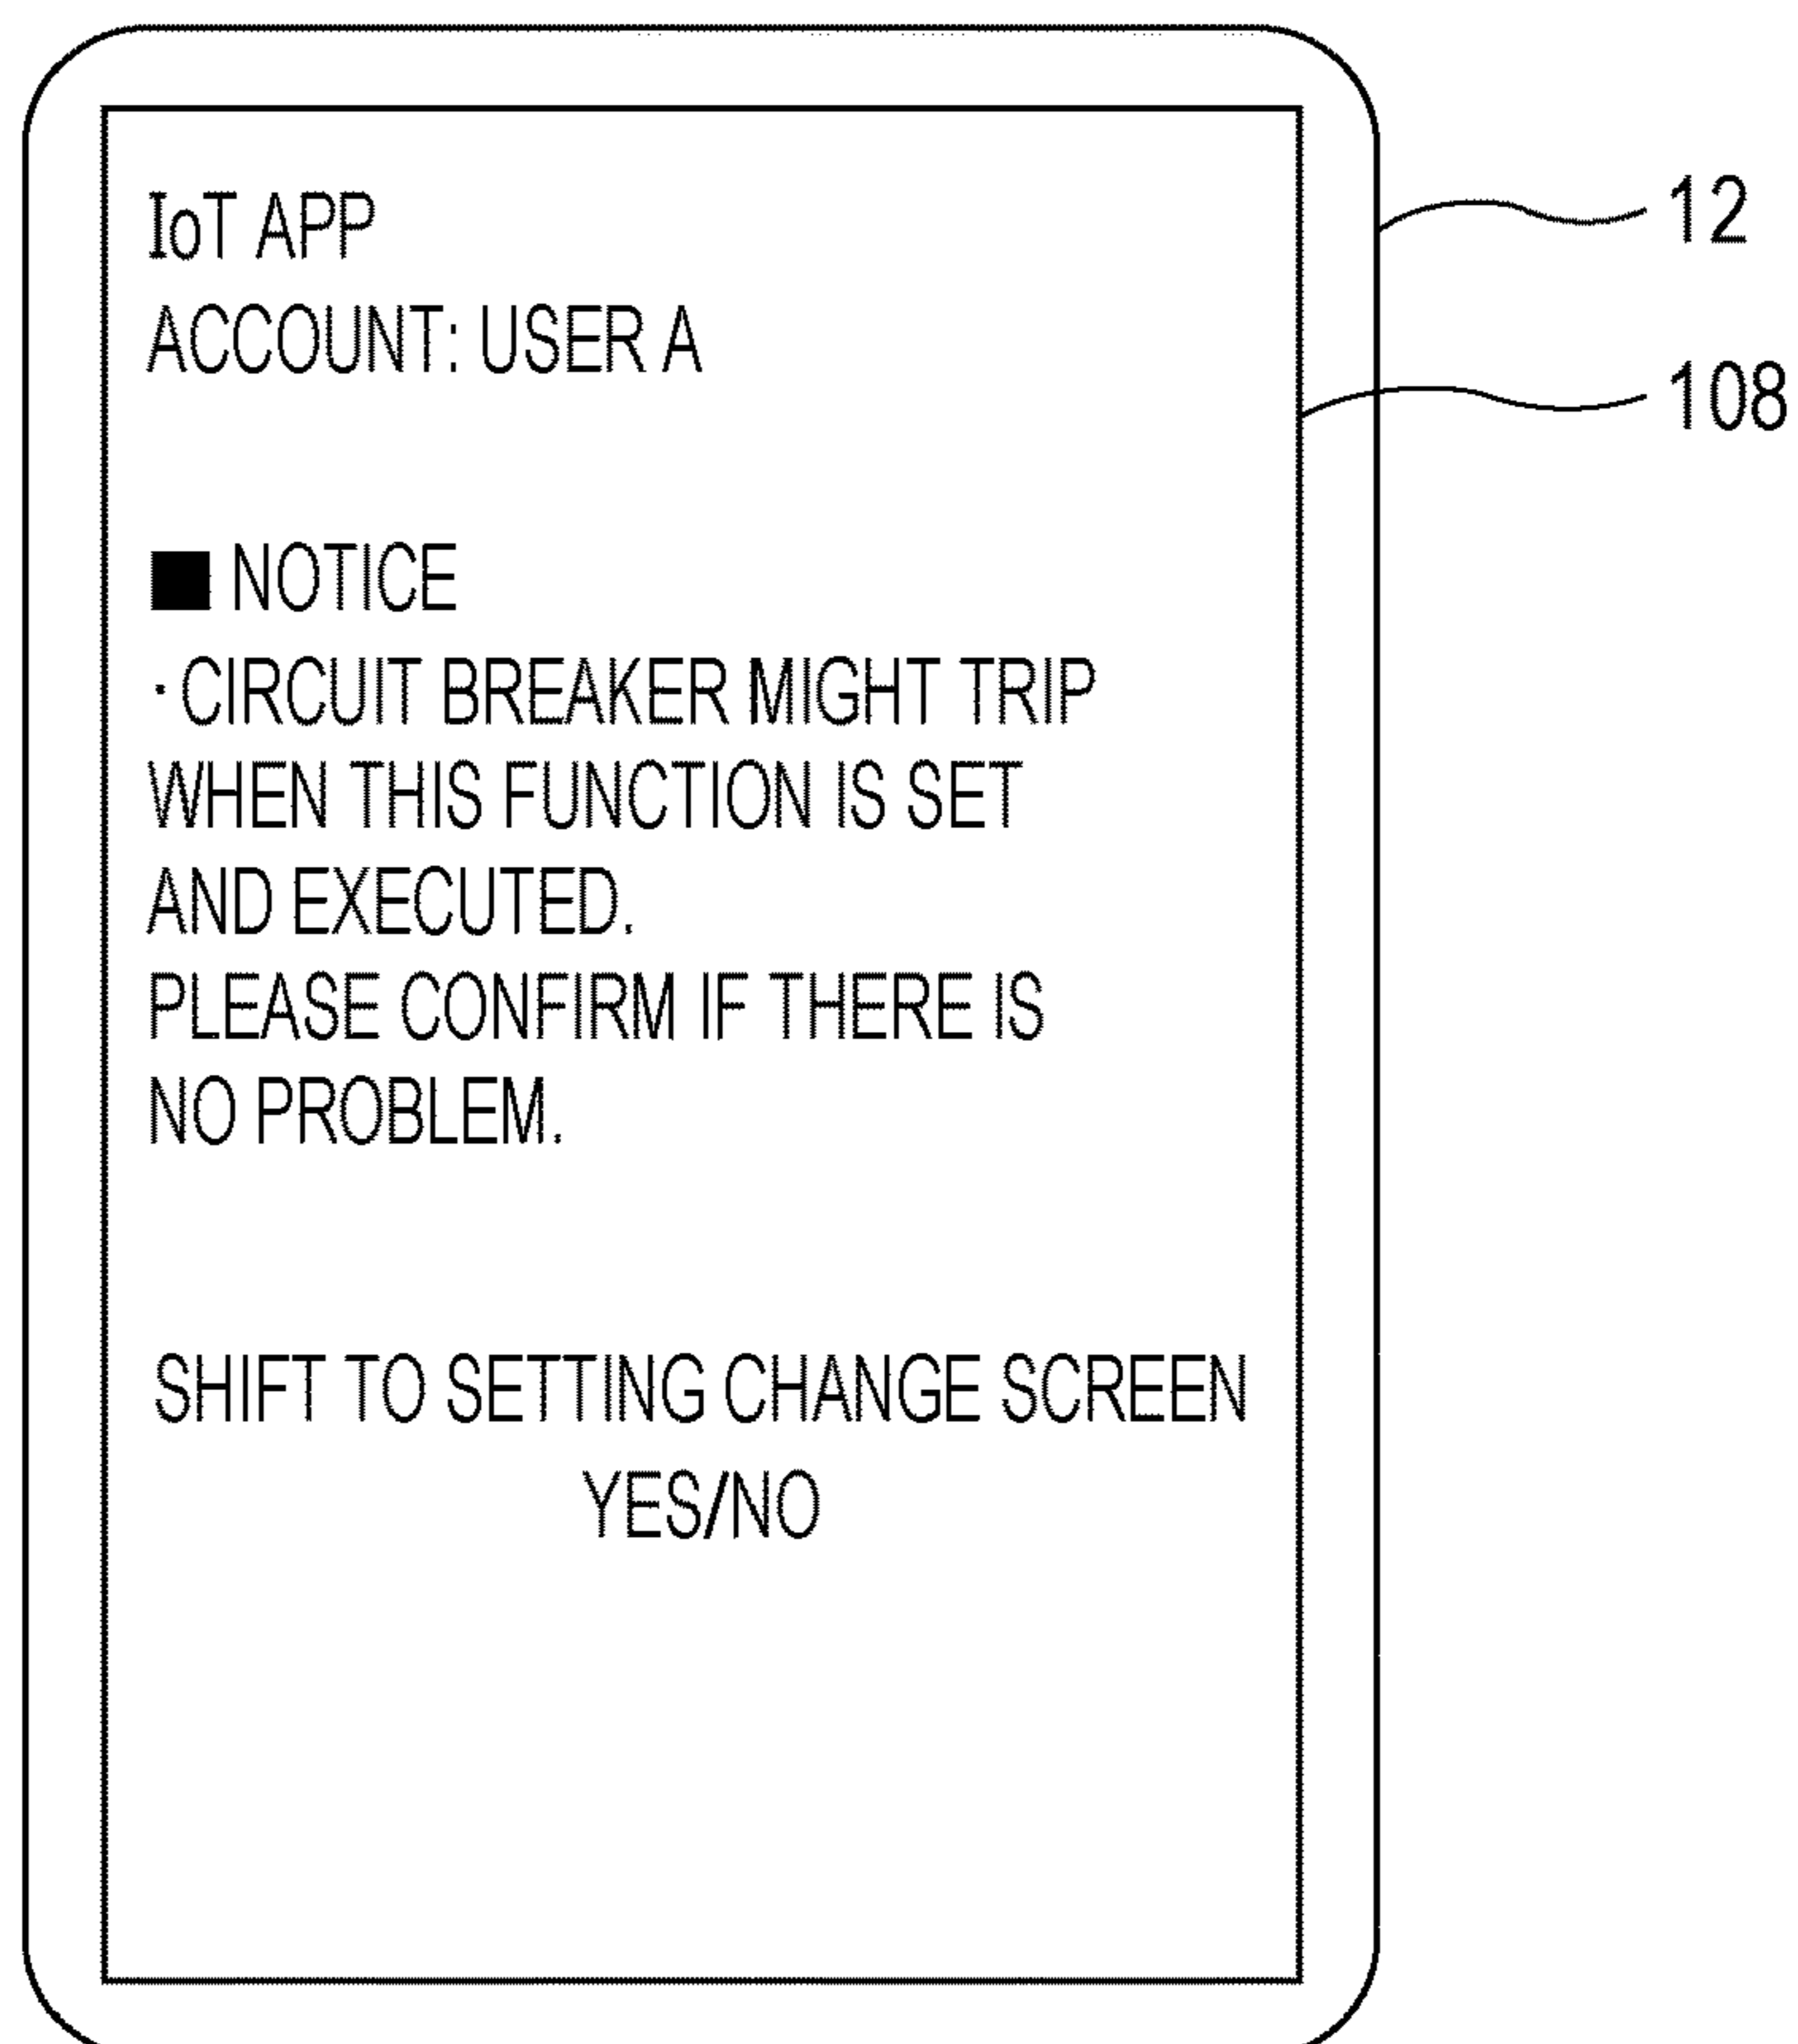 IoT APP
ACCOUNT: USER A
12
108
■ NOTICE
・CIRCUIT BREAKER MIGHT TRIP
WHEN THIS FUNCTION IS SET
AND EXECUTED.
PLEASE CONFIRM IF THERE IS
NO PROBLEM.
SHIFT TO SETTING CHANGE SCREEN
YES/NO